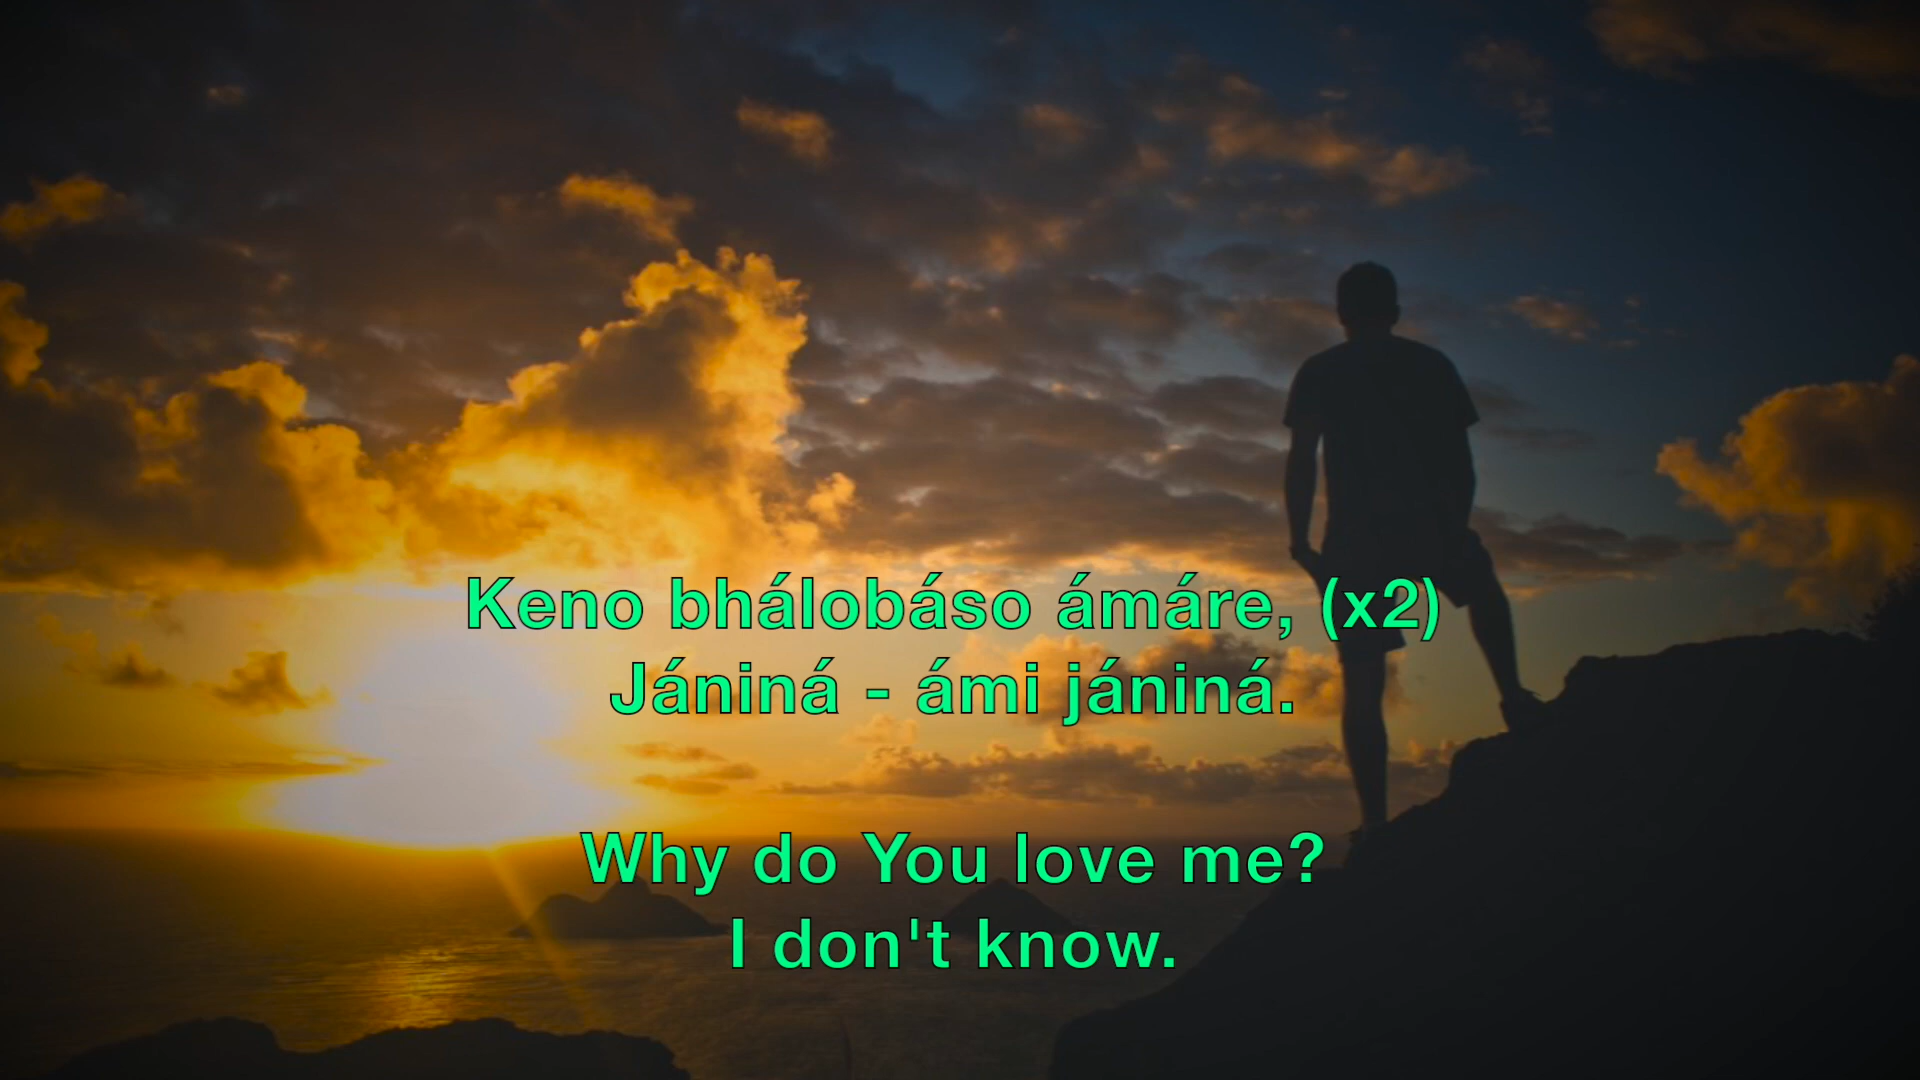 Keno bhálobáso ámáre, (x2)
Jániná - ámi jániná.
Why do You love me?
I don't know.